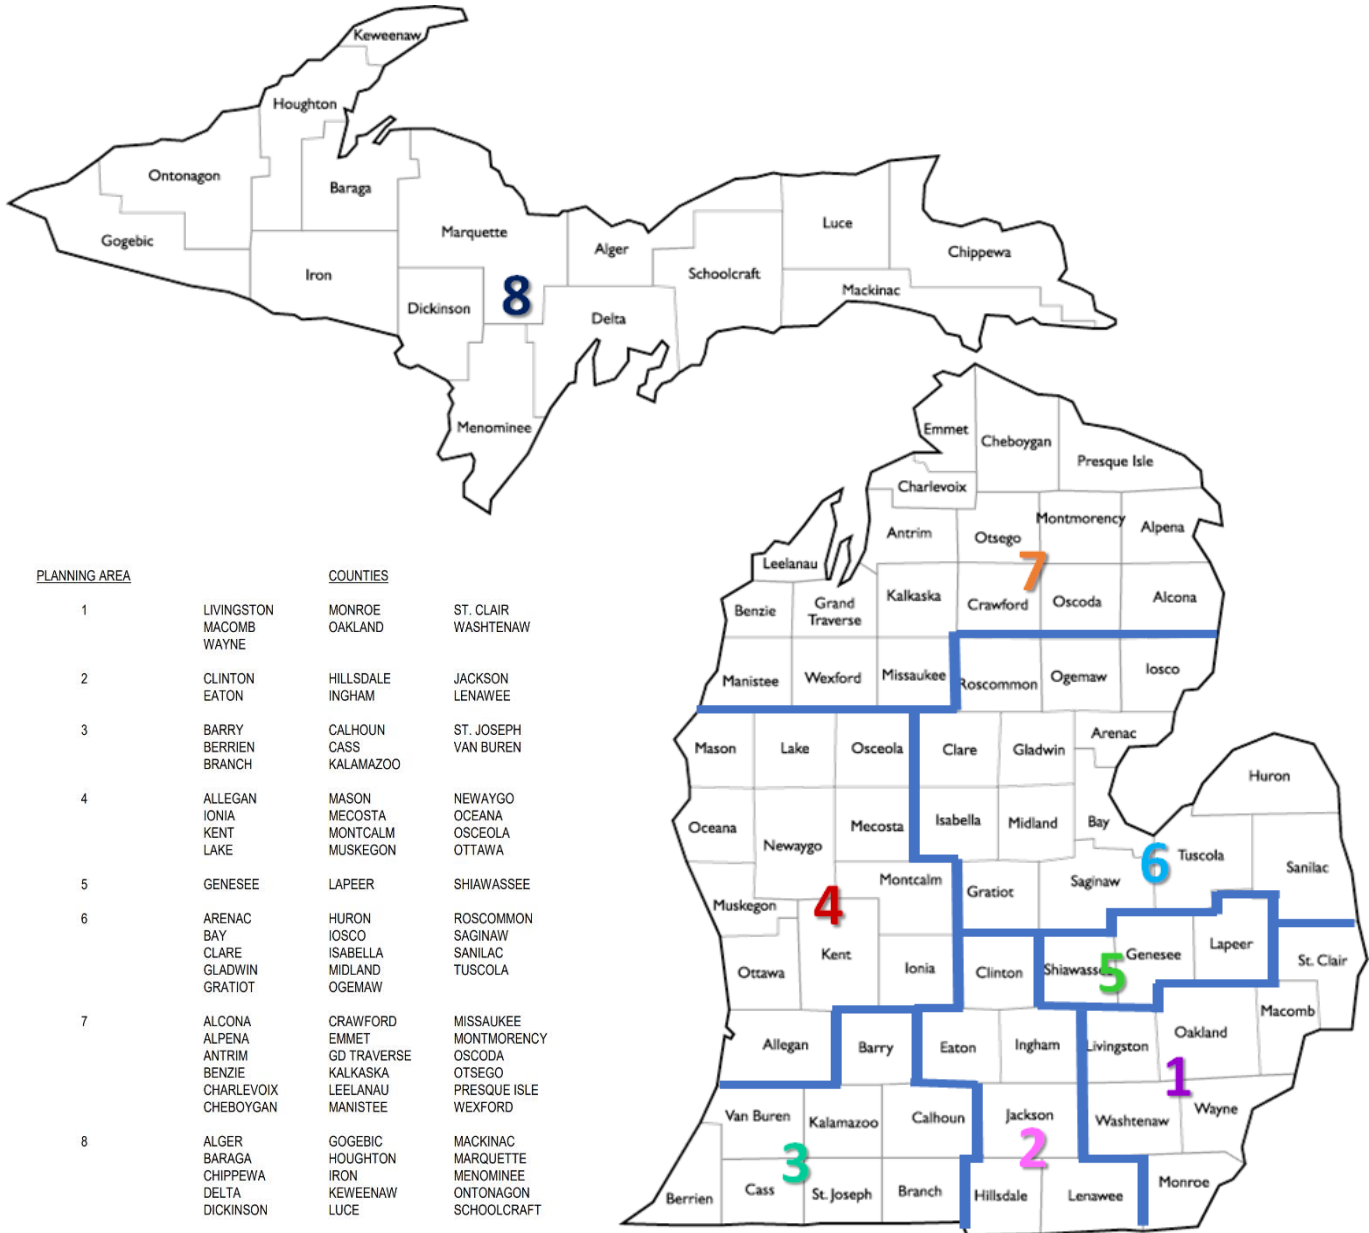 Keweenaw
Houghton
Ontonagon
Baraga
Gogebic
Marquette
Iron
Dickinson
8
Alger
Delta
Menominee
Schoolcraft
Luce
Chippewa
Mackinac
Emmet
Cheboygan
Presque Isle
Charlevoix
Antrim
Otsego
Montmorency
Alpena
7
Leelanau
Benzie
Grand
Traverse
Kalkaska
Crawford
Oscoda
Alcona
Manistee
Wexford
Missaukee
Roscommon
Ogemaw
Iosco
Mason
Lake
Osceola
Clare
Gladwin
Arenac
Huron
Oceana
Newaygo
Mecosta
Isabella
Midland
Bay
6
Tuscola
Sanilac
Muskegon
4
Montcalm
Gratiot
Saginaw
Ottawa
Kent
Ionia
Clinton
Shiawassee
5
Genesee
Lapeer
St. Clair
Allegan
Barry
Eaton
Ingham
Livingston
Oakland
Macomb
1
Van Buren
Kalamazoo
Calhoun
Jackson
Washtenaw
Wayne
3
2
Berrien
Cass
St. Joseph
Branch
Hillsdale
Lenawee
Monroe
PLANNING AREA COUNTIES
1 LIVINGSTON MONROE ST. CLAIR
MACOMB OAKLAND WASHTENAW
WAYNE
2 CLINTON HILLSDALE JACKSON
EATON INGHAM LENAWEE
3 BARRY CALHOUN ST. JOSEPH
BERRIEN CASS VAN BUREN
BRANCH KALAMAZOO
4 ALLEGAN MASON NEWAYGO
IONIA MECOSTA OCEANA
KENT MONTCALM OSCEOLA
LAKE MUSKEGON OTTAWA
5 GENESEE LAPEER SHIAWASSEE
6 ARENAC HURON ROSCOMMON
BAY IOSCO SAGINAW
CLARE ISABELLA SANILAC
GLADWIN MIDLAND TUSCOLA
GRATIOT OGEMAW
7 ALCONA CRAWFORD MISSAUKEE
ALPENA EMMET MONTMORENCY
ANTRIM GD TRAVERSE OSCODA
BENZIE KALKASKA OTSEGO
CHARLEVOIX LEELANAU PRESQUE ISLE
CHEBOYGAN MANISTEE WEXFORD
8 ALGER GOGEBIC MACKINAC
BARAGA HOUGHTON MARQUETTE
CHIPPEWA IRON MENOMINEE
DELTA KEWEENAW ONTONAGON
DICKINSON LUCE SCHOOLCRAFT